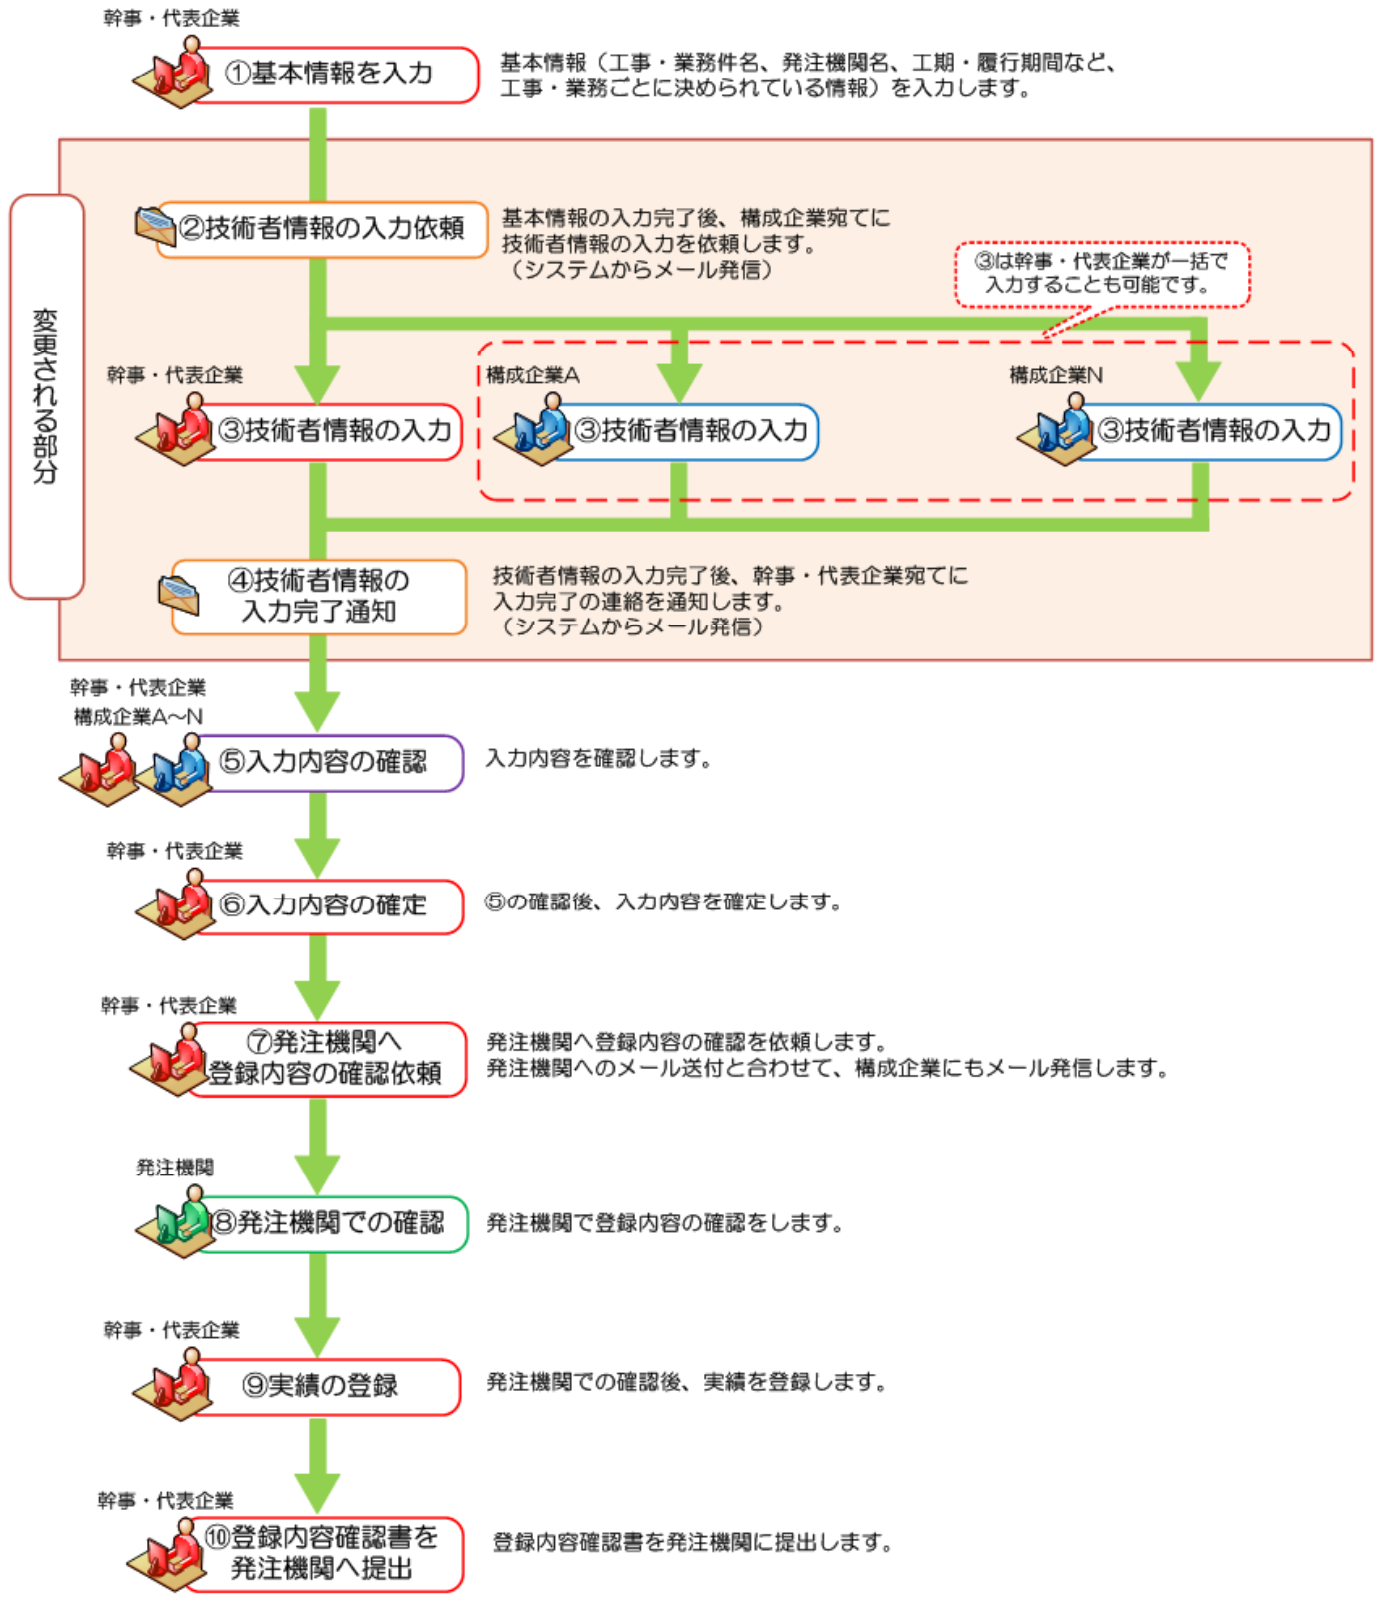 幹事・代表企業
①基本情報を入力
基本情報（工事・業務件名、発注機関名、工期・履行期間など、
工事・業務ごとに決められている情報）を入力します。
変更される部分
②技術者情報の入力依頼
基本情報の入力完了後、構成企業宛てに
技術者情報の入力を依頼します。
（システムからメール発信）
③は幹事・代表企業が一括で
入力することも可能です。
幹事・代表企業
③技術者情報の入力
構成企業A
③技術者情報の入力
構成企業N
③技術者情報の入力
④技術者情報の
入力完了通知
技術者情報の入力完了後、幹事・代表企業宛てに
入力完了の連絡を通知します。
（システムからメール発信）
幹事・代表企業
構成企業A～N
⑤入力内容の確認
入力内容を確認します。
幹事・代表企業
⑥入力内容の確定
⑤の確認後、入力内容を確定します。
幹事・代表企業
⑦発注機関へ
登録内容の確認依頼
発注機関へ登録内容の確認を依頼します。
発注機関へのメール送付と合わせて、構成企業にもメール発信します。
発注機関
⑧発注機関での確認
発注機関で登録内容の確認をします。
幹事・代表企業
⑨実績の登録
発注機関での確認後、実績を登録します。
幹事・代表企業
⑩登録内容確認書を
発注機関へ提出
登録内容確認書を発注機関に提出します。